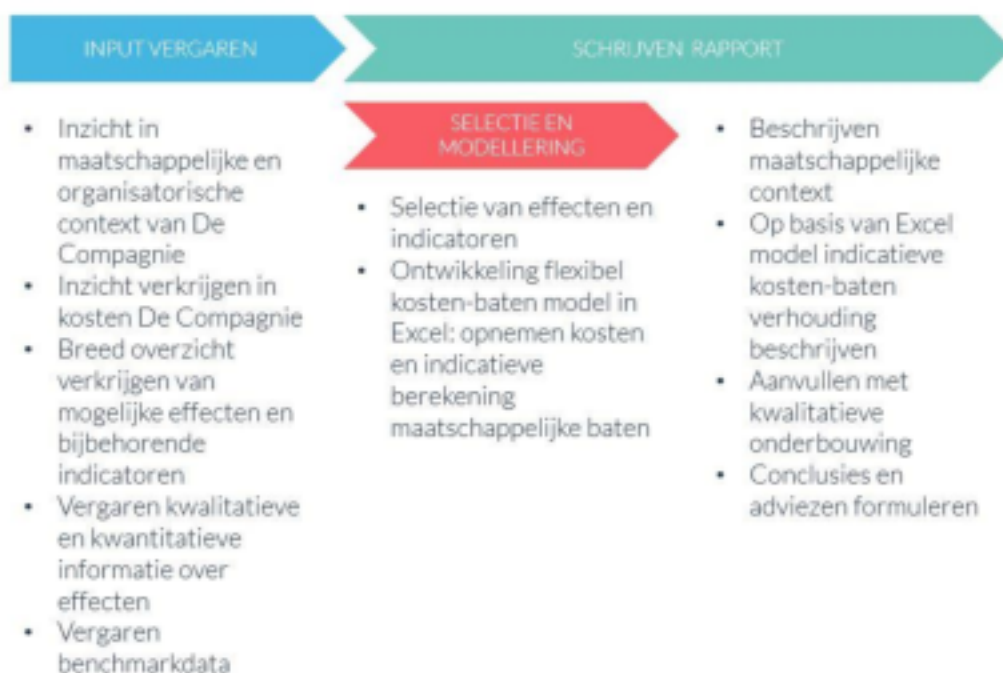 INPUT VERGAREN
• Inzicht in
maatschappelijke en
organisatorische
context van De
Compagnie
• Inzicht verkrijgen in
kosten De Compagnie
• Breed overzicht
verkrijgen van
mogelijke effecten en
bijbehorende
indicatoren
• Vergaren kwalitatieve
en kwantitatieve
informatie over
effecten
• Vergaren
benchmarkdata
SCHRIJVEN RAPPORT
SELECTIE EN
MODELLERING
• Selectie van effecten en
indicatoren
• Ontwikkeling flexibel
kosten-baten model in
Excel: opnemen kosten
en indicatieve
berekening
maatschappelijke baten
• Beschrijven
maatschappelijke
context
• Op basis van Excel
model indicatieve
kosten-baten
verhouding
beschrijven
• Aanvullen met
kwalitatieve
onderbouwing
• Conclusies en
adviezen formuleren